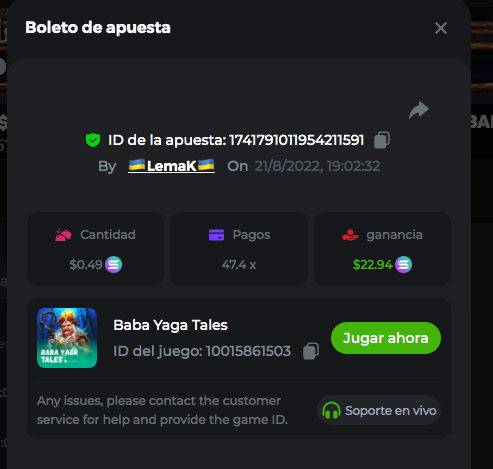 Boleto de apuesta
ID de la apuesta: 1741791011954211591
By 🇺🇦LemaK🇺🇦 On 21/8/2022, 19:02:32
Cantidad
Pagos
ganancia
$0.49
47.4 x
$22.94
BABA YAGA
TALES
Baba Yaga Tales
ID del juego: 10015861503
Jugar ahora
Any issues, please contact the customer
service for help and provide the game ID.
Soporte en vivo